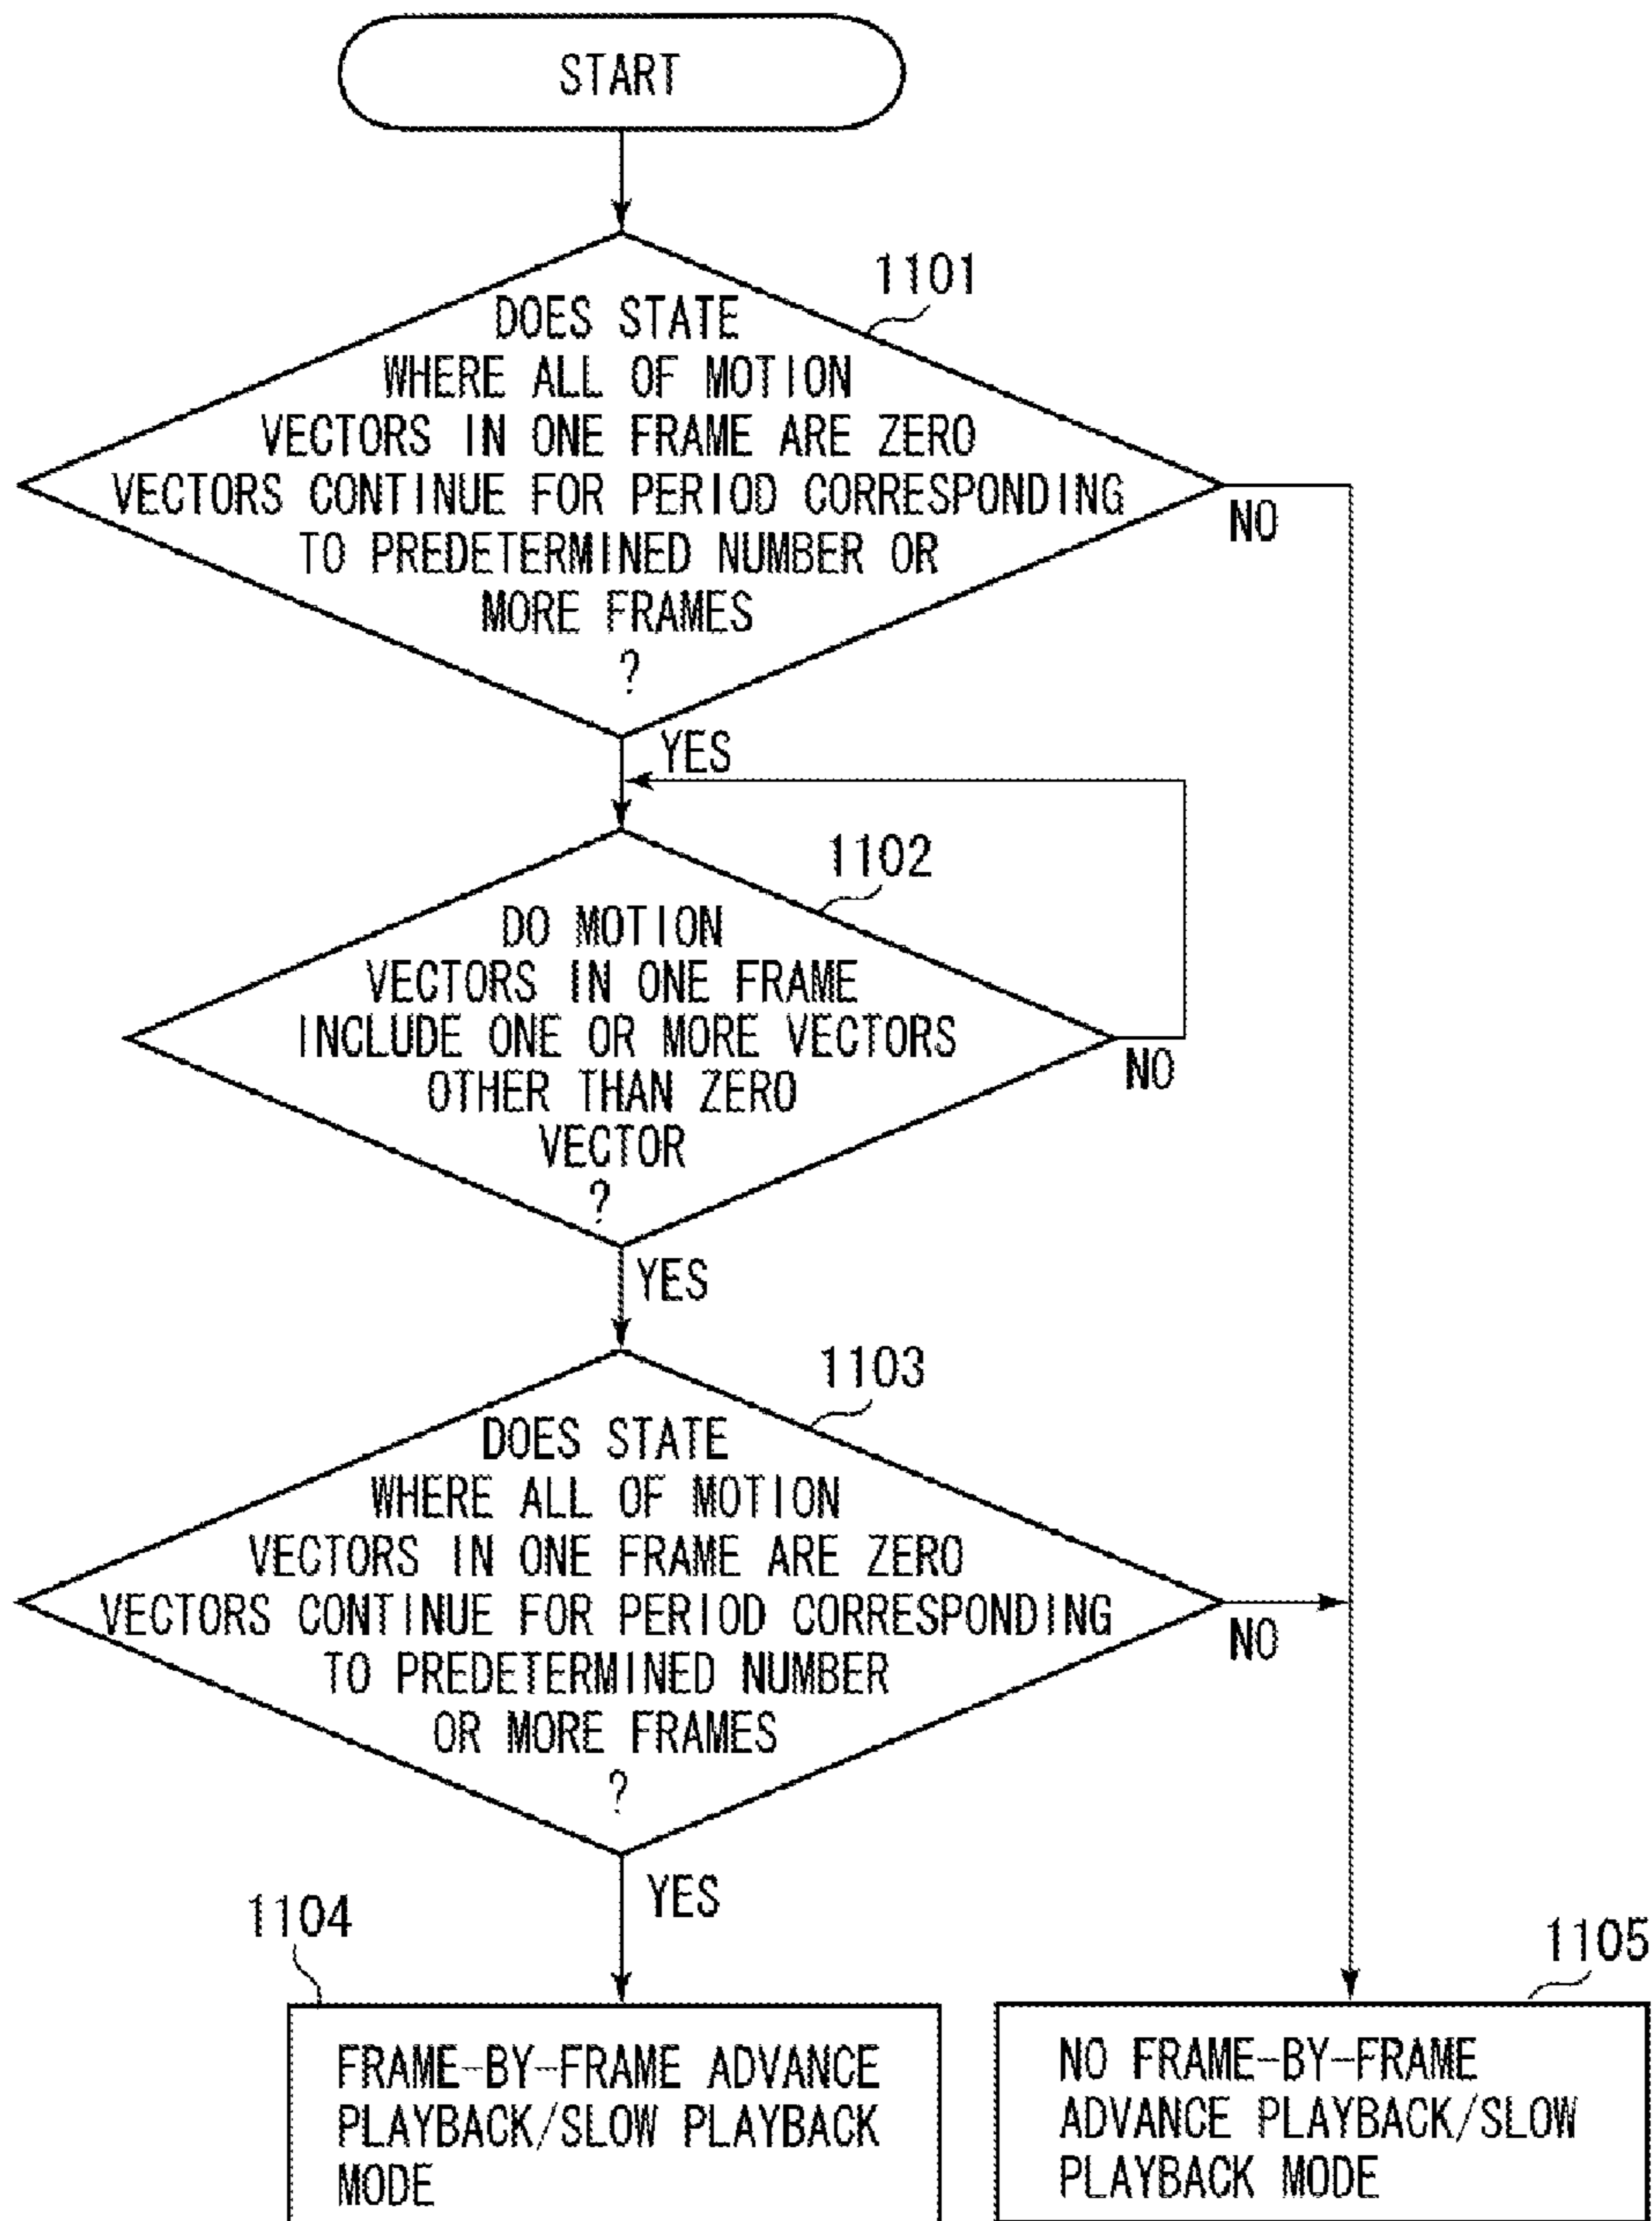 START
1101
DOES STATE
WHERE ALL OF MOTION
VECTORS IN ONE FRAME ARE ZERO
VECTORS CONTINUE FOR PERIOD CORRESPONDING
TO PREDETERMINED NUMBER OR
MORE FRAMES
?
NO
YES
1102
DO MOTION
VECTORS IN ONE FRAME
INCLUDE ONE OR MORE VECTORS
OTHER THAN ZERO
VECTOR
?
NO
YES
1103
DOES STATE
WHERE ALL OF MOTION
VECTORS IN ONE FRAME ARE ZERO
VECTORS CONTINUE FOR PERIOD CORRESPONDING
TO PREDETERMINED NUMBER
OR MORE FRAMES
?
NO
YES
1104
FRAME-BY-FRAME ADVANCE
PLAYBACK/SLOW PLAYBACK
MODE
1105
NO FRAME-BY-FRAME
ADVANCE PLAYBACK/SLOW
PLAYBACK MODE